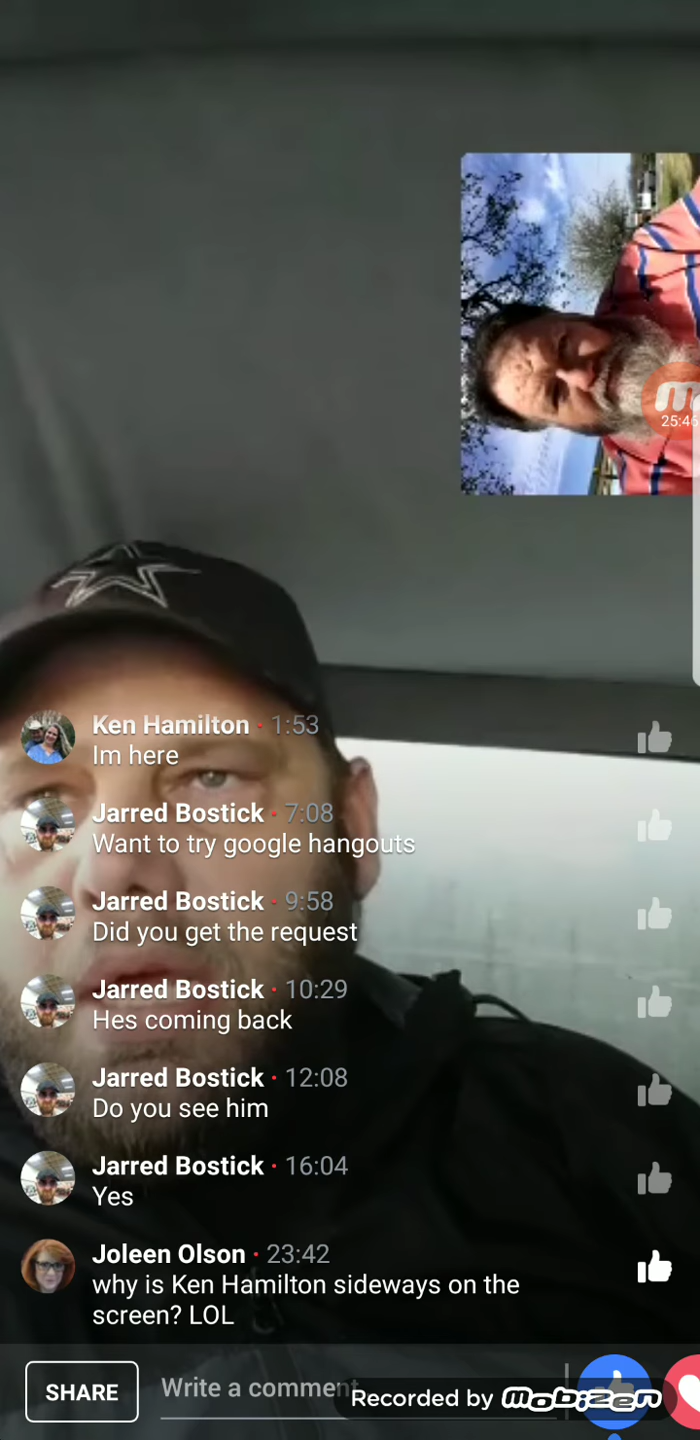 25:46
Ken Hamilton · 1:53
Im here
Jarred Bostick · 7:08
Want to try google hangouts
Jarred Bostick · 9:58
Did you get the request
Jarred Bostick · 10:29
Hes coming back
Jarred Bostick · 12:08
Do you see him
Jarred Bostick · 16:04
Yes
Joleen Olson · 23:42
why is Ken Hamilton sideways on the
screen? LOL
SHARE
Write a comment
Recorded by mobizen